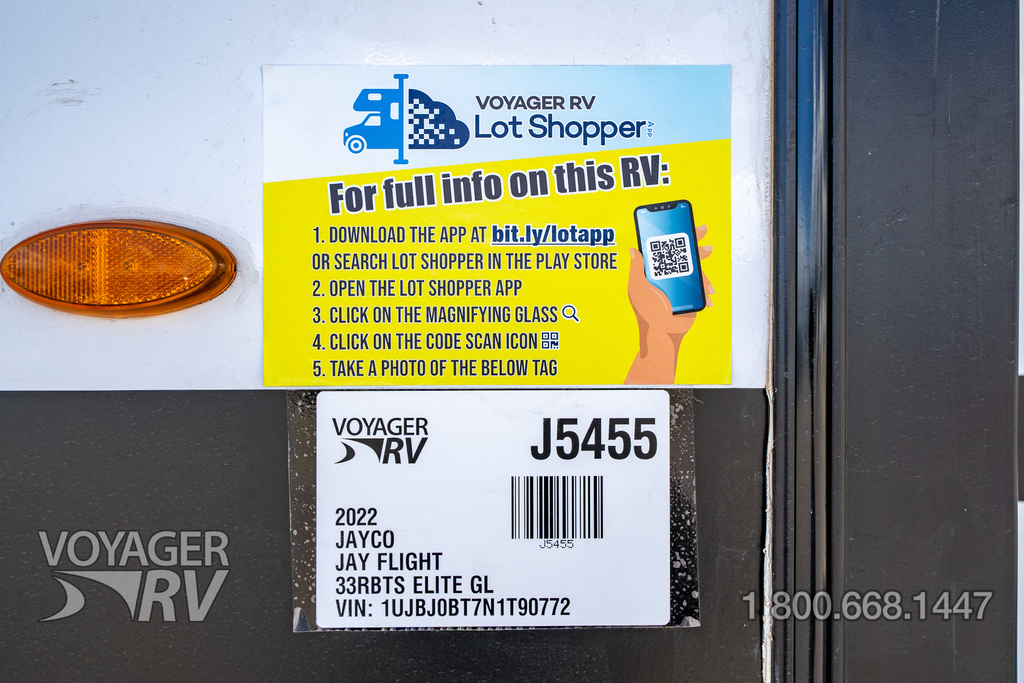 VOYAGER RV
Lot Shopper App
For full info on this RV:
1. DOWNLOAD THE APP AT bit.ly/lotapp
OR SEARCH LOT SHOPPER IN THE PLAY STORE
2. OPEN THE LOT SHOPPER APP
3. CLICK ON THE MAGNIFYING GLASS
4. CLICK ON THE CODE SCAN ICON
5. TAKE A PHOTO OF THE BELOW TAG
VOYAGER
RV
J5455
J5455
2022
JAYCO
JAY FLIGHT
33RBTS ELITE GL
VIN: 1UJBJ0BT7N1T90772
VOYAGER
RV
1.800.668.1447